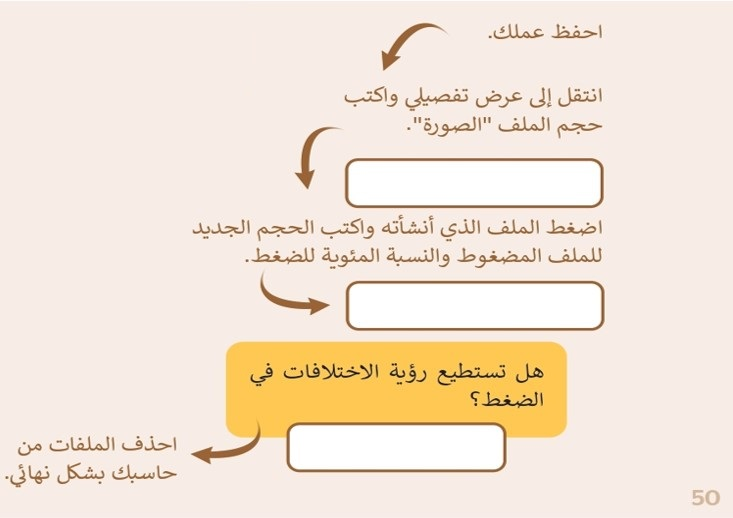 احفظ عملك.
انتقل إلى عرض تفصيلي واكتب
حجم الملف "الصورة".
اضغط الملف الذي أنشأته واكتب الحجم الجديد
للملف المضغوط والنسبة المئوية للضغط.
هل تستطيع رؤية الاختلافات في
الضغط؟
احذف الملفات من
حاسبك بشكل نهائي.
50